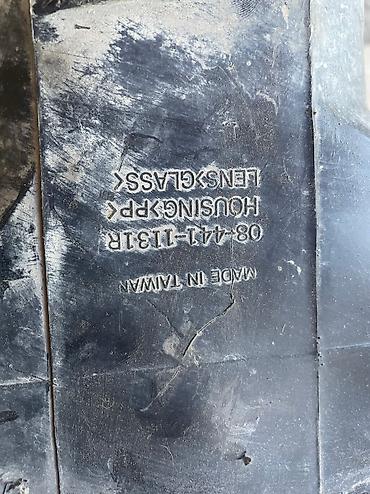 MADE IN TAIWAN
08-441-1131R
HOUSING>PP<
LENS>GLASS<